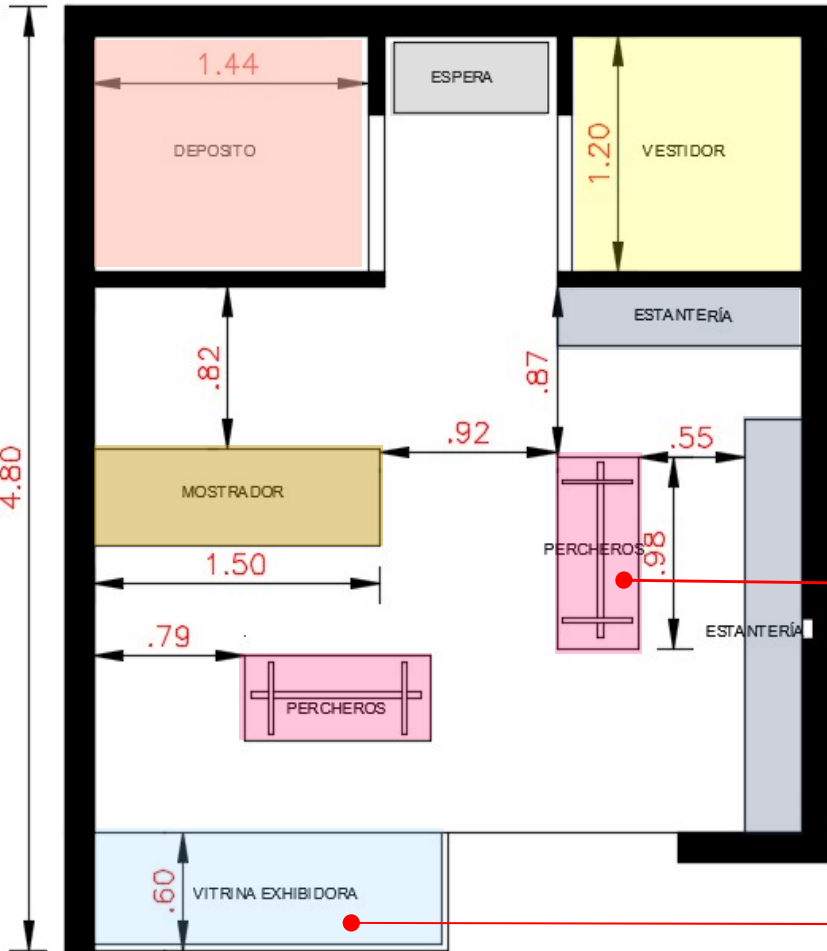 1.44
ESPERA
DEPOSITO
1.20
VESTIDOR
ESTANTERÍA
.82
.87
.92
.55
4.80
MOSTRADOR
PERCHEROS
.98
1.50
.79
ESTANTERÍA
PERCHEROS
.60
VITRINA EXHIBIDORA